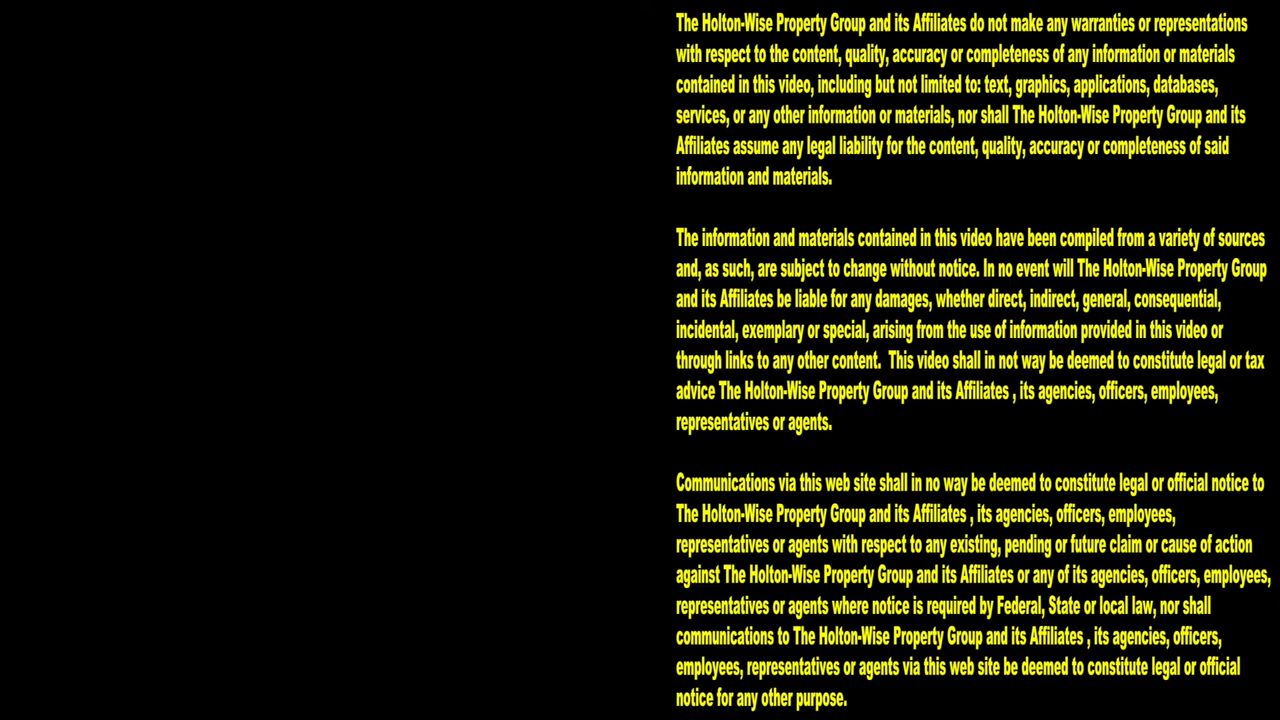 The Holton-Wise Property Group and its Affiliates do not make any warranties or representations
with respect to the content, quality, accuracy or completeness of any information or materials
contained in this video, including but not limited to: text, graphics, applications, databases,
services, or any other information or materials, nor shall The Holton-Wise Property Group and its
Affiliates assume any legal liability for the content, quality, accuracy or completeness of said
information and materials.
The information and materials contained in this video have been compiled from a variety of sources
and, as such, are subject to change without notice. In no event will The Holton-Wise Property Group
and its Affiliates be liable for any damages, whether direct, indirect, general, consequential,
incidental, exemplary or special, arising from the use of information provided in this video or
through links to any other content.  This video shall in not way be deemed to constitute legal or tax
advice The Holton-Wise Property Group and its Affiliates , its agencies, officers, employees,
representatives or agents.
Communications via this web site shall in no way be deemed to constitute legal or official notice to
The Holton-Wise Property Group and its Affiliates , its agencies, officers, employees,
representatives or agents with respect to any existing, pending or future claim or cause of action
against The Holton-Wise Property Group and its Affiliates or any of its agencies, officers, employees,
representatives or agents where notice is required by Federal, State or local law, nor shall
communications to The Holton-Wise Property Group and its Affiliates , its agencies, officers,
employees, representatives or agents via this web site be deemed to constitute legal or official
notice for any other purpose.